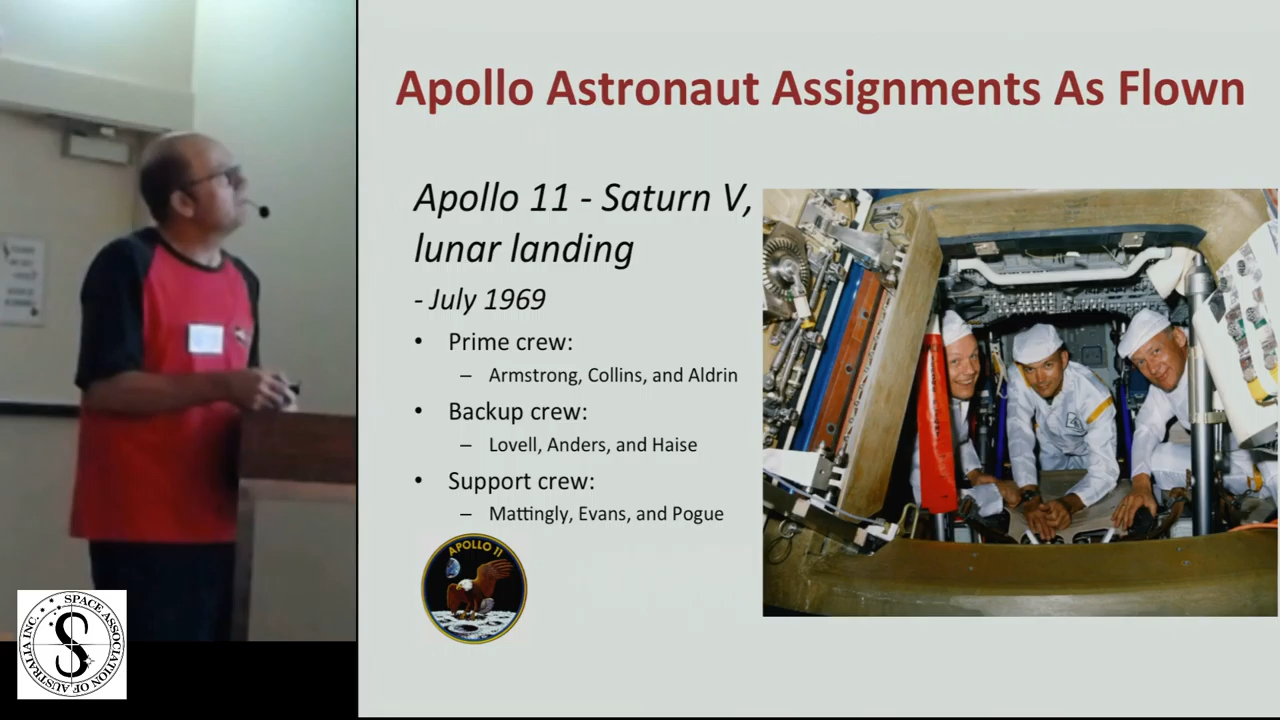 Apollo Astronaut Assignments As Flown
Apollo 11 - Saturn V,
lunar landing
- July 1969
• Prime crew:
– Armstrong, Collins, and Aldrin
• Backup crew:
– Lovell, Anders, and Haise
• Support crew:
– Mattingly, Evans, and Pogue
APOLLO 11
SPACE ASSOCIATION OF AUSTRALIA INC.
S